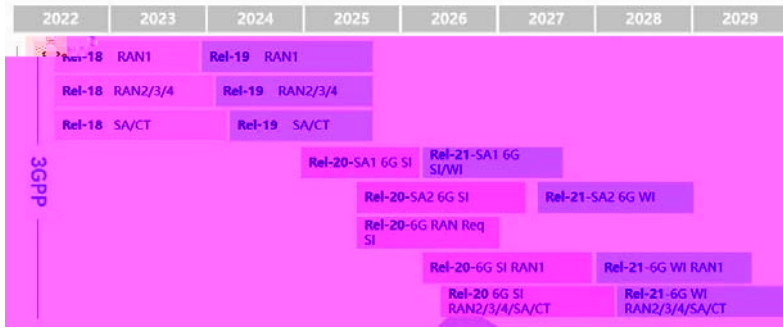 2022 2023 2024 2025 2026 2027 2028 2029
Rel-18 RAN1 Rel-19 RAN1
Rel-18 RAN2/3/4 Rel-19 RAN2/3/4
Rel-18 SA/CT Rel-19 SA/CT
3GPP
Rel-20-SA1 6G SI Rel-21-SA1 6G
SI/WI
Rel-20-SA2 6G SI Rel-21-SA2 6G WI
Rel-20-6G RAN Req
SI
Rel-20-6G SI RAN1 Rel-21-6G WI RAN1
Rel-20 6G SI Rel-21-6G WI
RAN2/3/4/SA/CT RAN2/3/4/SA/CT